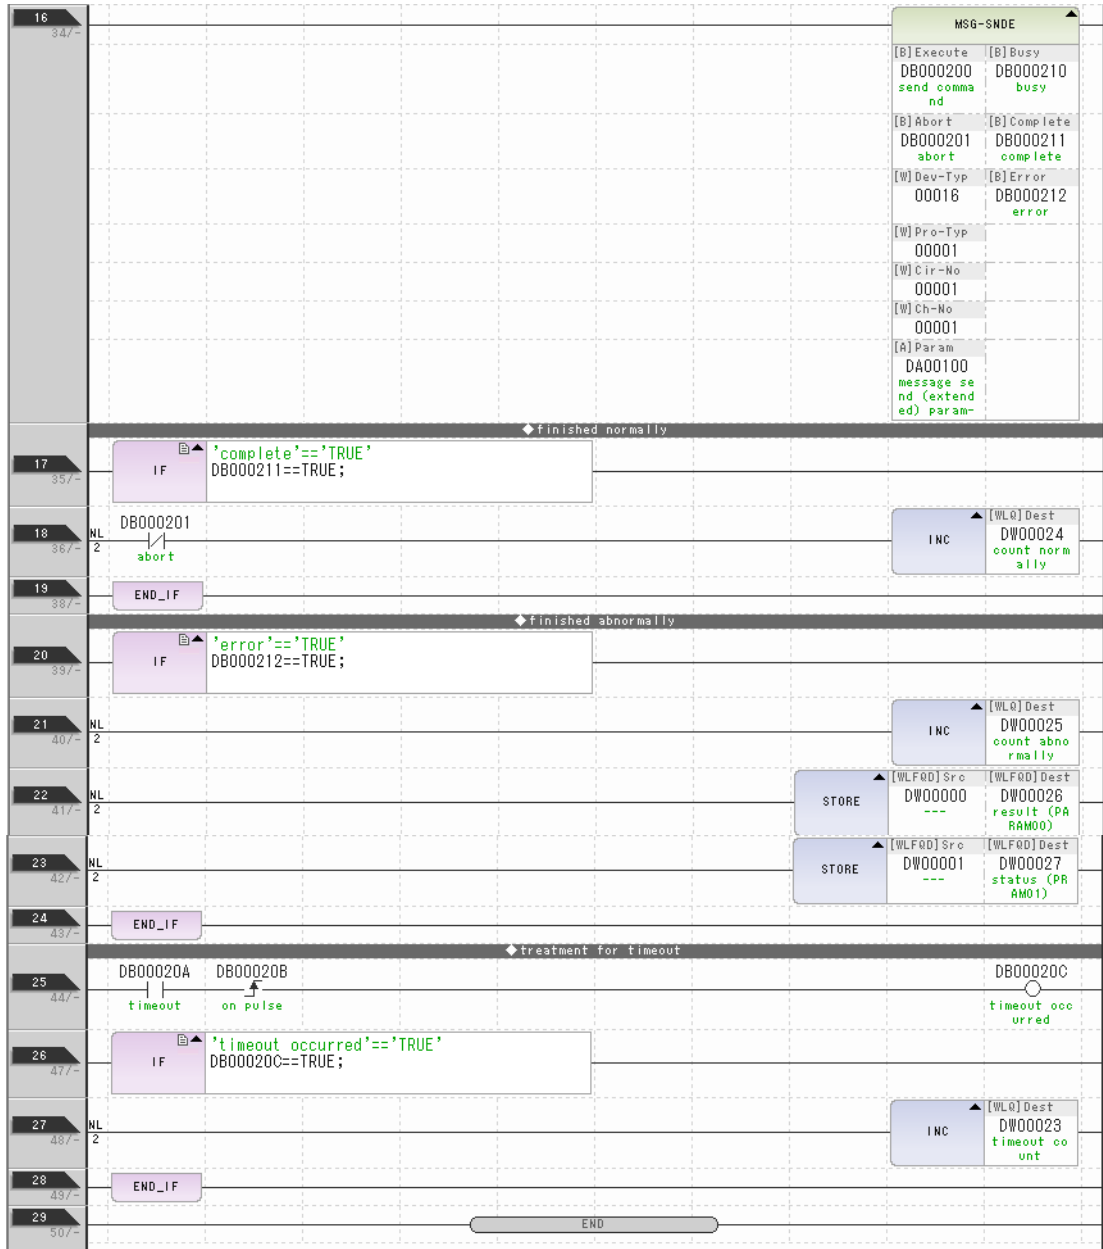 16
34/-
MSG-SNDE
[B]Execute [B]Busy
DB000200 DB000210
send comma busy
nd
[B]Abort [B]Complete
DB000201 DB000211
abort complete
[W]Dev-Typ [B]Error
00016 DB000212
error
[W]Pro-Typ
00001
[W]Cir-No
00001
[W]Ch-No
00001
[A]Param
DA00100
message se
nd (extend
ed) param-
◆finished normally
17
35/-
IF
'complete'=='TRUE'
DB000211==TRUE;
18
36/-
NL
2
DB000201
abort
INC
[WLQ]Dest
DW00024
count norm
ally
19
38/-
END_IF
◆finished abnormally
20
39/-
IF
'error'=='TRUE'
DB000212==TRUE;
21
40/-
NL
2
INC
[WLQ]Dest
DW00025
count abno
rmally
22
41/-
NL
2
STORE
[WLFQD]Src [WLFQD]Dest
DW00000 DW00026
--- result (PA
RAM00)
23
42/-
NL
2
STORE
[WLFQD]Src [WLFQD]Dest
DW00001 DW00027
--- status (PR
AM01)
24
43/-
END_IF
◆treatment for timeout
25
44/-
DB00020A DB00020B DB00020C
timeout on pulse timeout occ
urred
26
47/-
IF
'timeout occurred'=='TRUE'
DB00020C==TRUE;
27
48/-
NL
2
INC
[WLQ]Dest
DW00023
timeout co
unt
28
49/-
END_IF
29
50/-
END